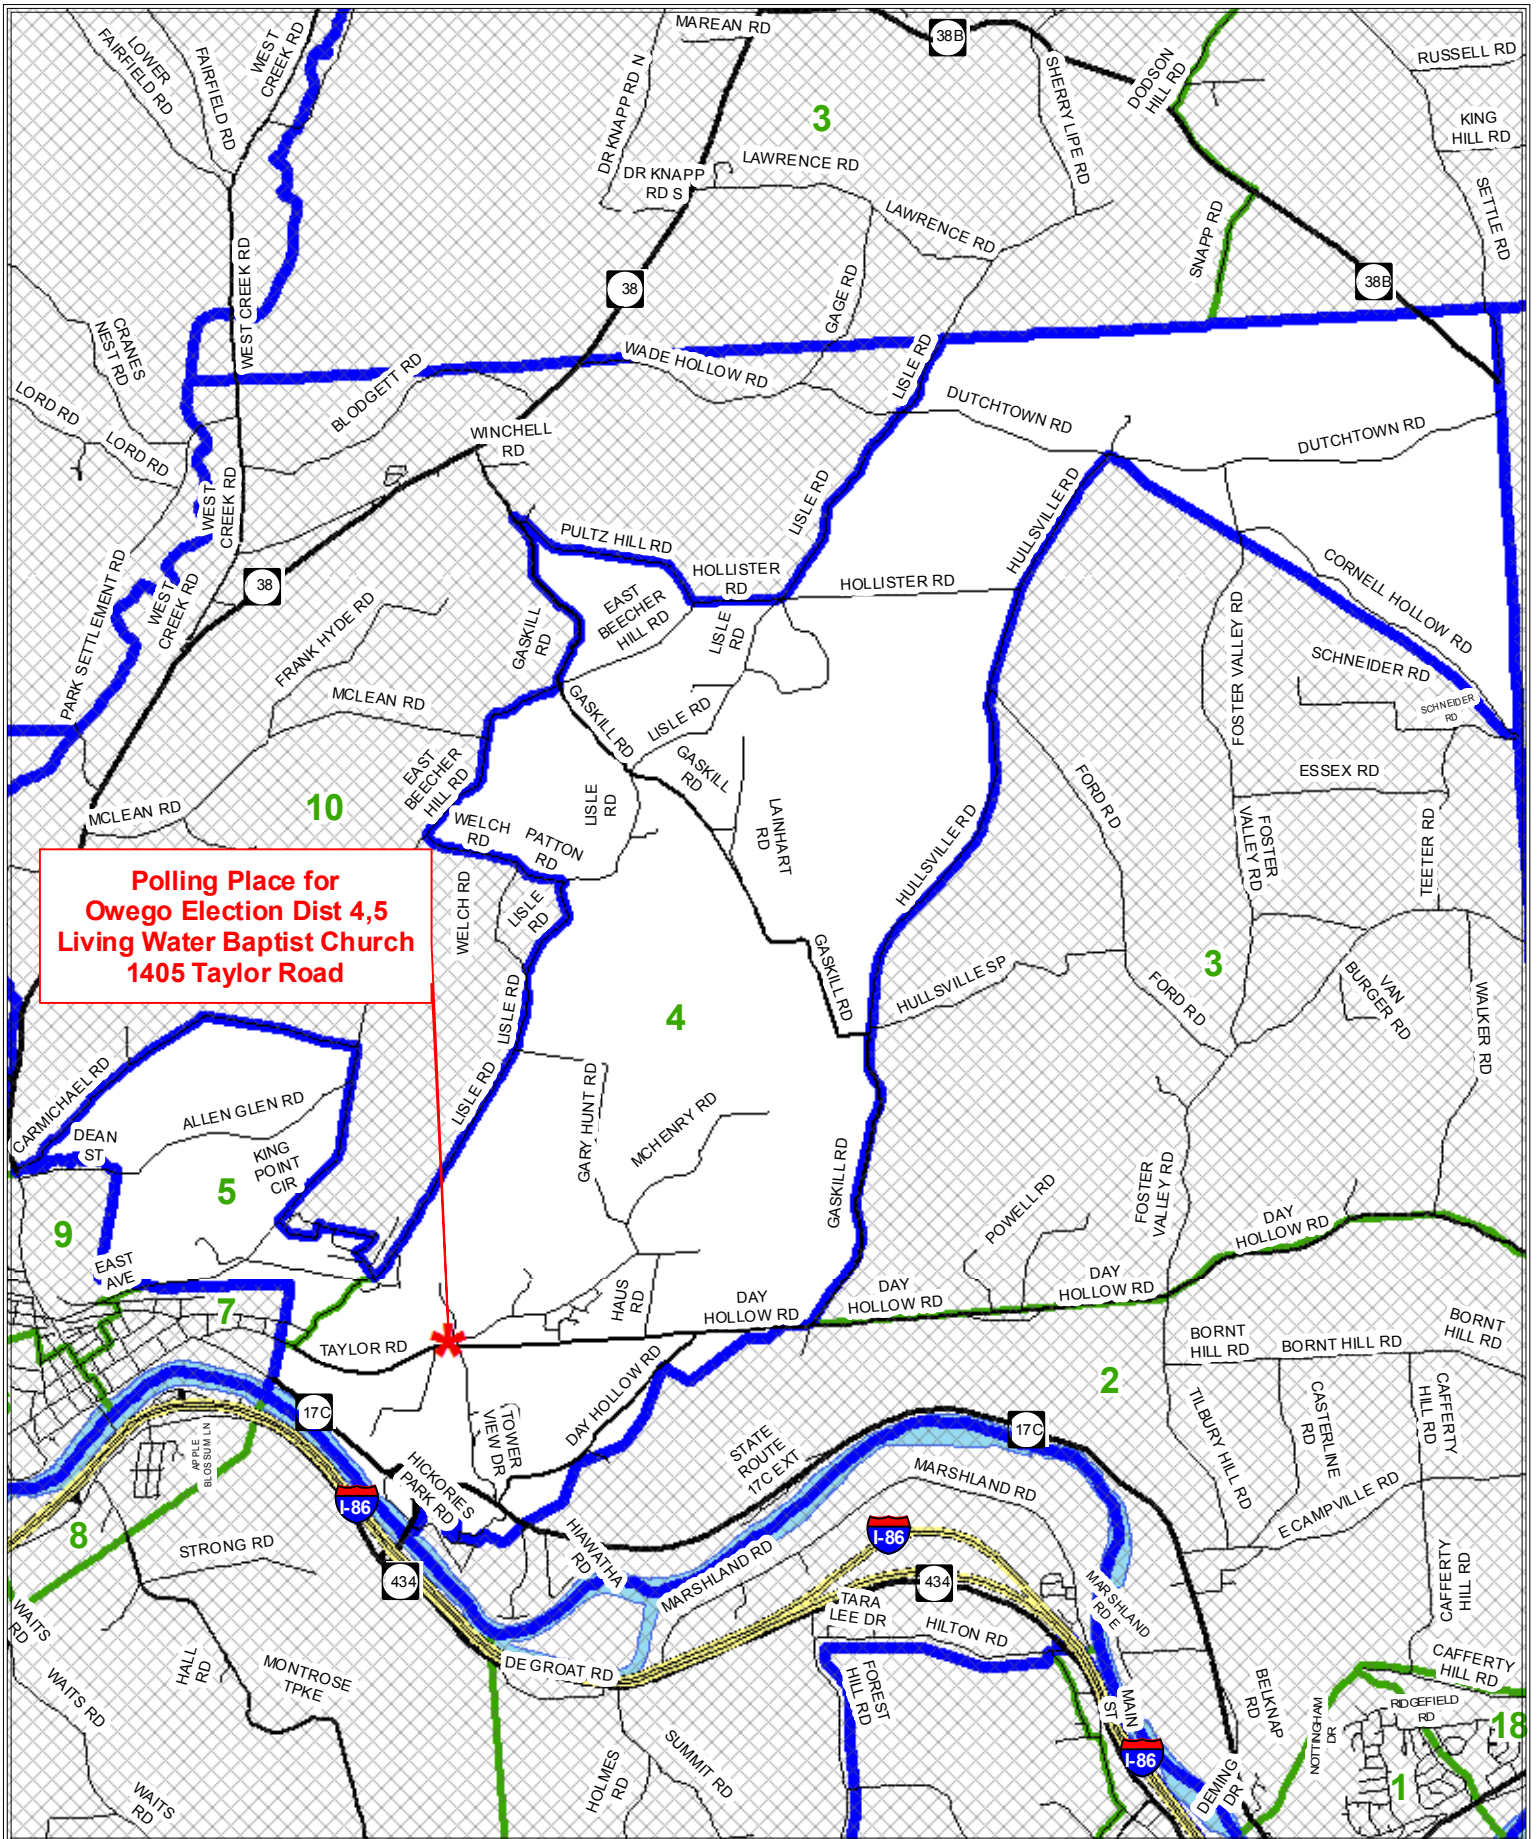 MAREAN RD
38B
LOWER
FAIRFIELD RD
FAIRFIELD RD
WEST
CREEK RD
DR KNAPP RD N
SHERRY LIPE RD
DODSON
HILL RD
RUSSELL RD
KING
HILL RD
3
LAWRENCE RD
DR KNAPP
RD S
LAWRENCE RD
SNAPP RD
SETTLE RD
WEST CREEK RD
38
GAGE RD
38B
CRANES
NEST RD
LORD RD
LORD RD
BLODGETT RD
WADE HOLLOW RD
LISLE RD
DUTCHTOWN RD
DUTCHTOWN RD
WINCHELL
RD
WEST
CREEK RD
LISLE RD
HULLSVILLE RD
PULTZ HILL RD
HOLLISTER
RD
HOLLISTER RD
CORNELL HOLLOW RD
38
PARK SETTLEMENT RD
WEST
CREEK RD
FRANK HYDE RD
GASKILL
RD
EAST
BEECHER
HILL RD
LISLE
RD
FOSTER VALLEY RD
SCHNEIDER RD
SCHNEIDER
RD
MCLEAN RD
GASKILL RD
LISLE RD
GASKILL
RD
EAST
BEECHER
HILL RD
ESSEX RD
FORD RD
MCLEAN RD
10
LISLE
RD
LAINHART
RD
HULLSVILLE RD
FOSTER
VALLEY RD
TEETER RD
WELCH
RD
PATTON
RD
Polling Place for
Owego Election Dist 4,5
Living Water Baptist Church
1405 Taylor Road
WELCH RD
LISLE
RD
GASKILL RD
HULLSVILLE SP
3
FORD RD
VAN
BURGER RD
WALKER RD
LISLE RD
4
CARMICHAEL RD
ALLEN GLEN RD
DEAN
ST
KING
POINT
CIR
LISLE RD
GARY HUNT RD
MCHENRY RD
GASKILL RD
POWELL RD
FOSTER
VALLEY RD
DAY
HOLLOW RD
5
9
EAST
AVE
7
HAUS
RD
DAY
HOLLOW RD
DAY
HOLLOW RD
DAY
HOLLOW RD
TAYLOR RD
*
BORNT
HILL RD
BORNT HILL RD
BORNT
HILL RD
2
DAY HOLLOW RD
TILBURY HILL RD
CASTERLINE
RD
CAFFERTY
HILL RD
17C
17C
APPLE
BLOSSUM LN
TOWER
VIEW DR
STATE
ROUTE
17C EXT
HICKORIES
PARK RD
MARSHLAND RD
E CAMPVILLE RD
I-86
I-86
8
STRONG RD
434
HIAWATHA
RD
MARSHLAND RD
434
TARA
LEE DR
HILTON RD
MARSHLAND
RD E
CAFFERTY
HILL RD
WAITS
RD
HALL
RD
MONTROSE
TPKE
DE GROAT RD
FOREST
HILL RD
CAFFERTY
HILL RD
WAITS RD
MAIN
ST
BELKNAP
RD
NOTTINGHAM
DR
RIDGEFIELD
RD
18
SUMMIT RD
HOLMES
RD
I-86
DEMING
DR
1
WAITS
RD